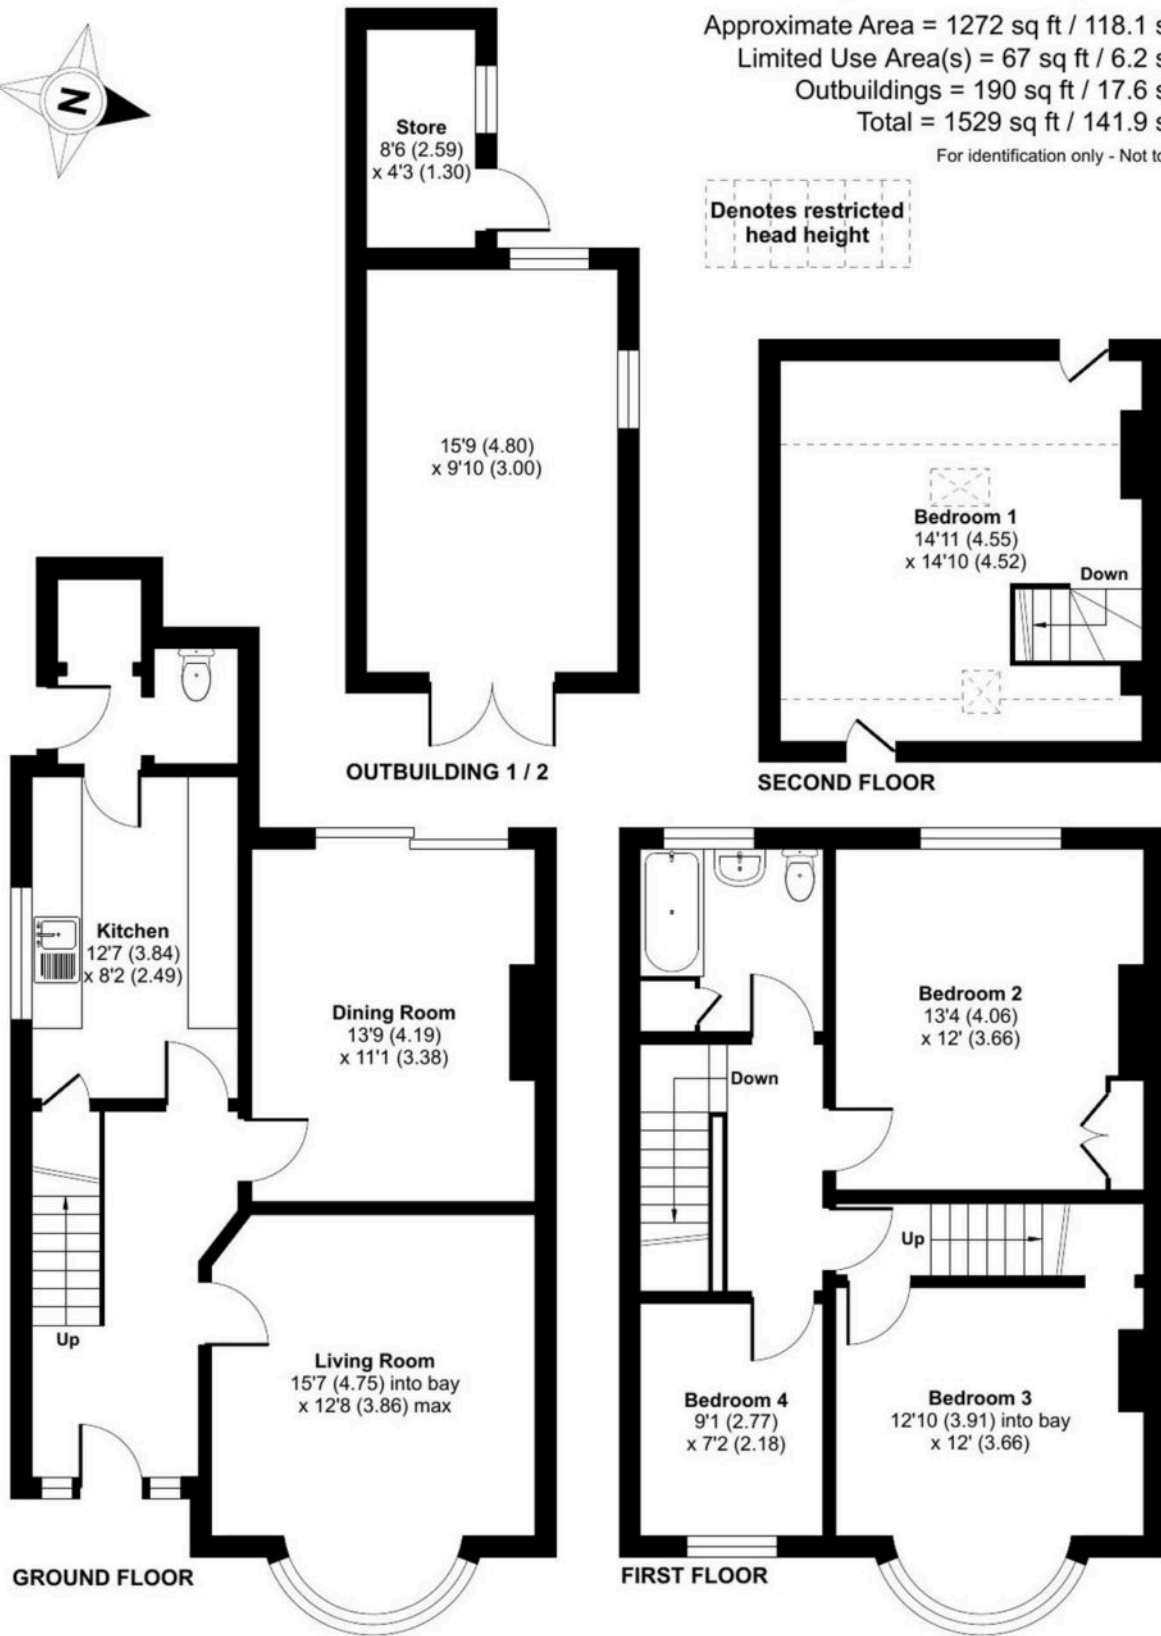 N
Approximate Area = 1272 sq ft / 118.1 s
Limited Use Area(s) = 67 sq ft / 6.2 s
Outbuildings = 190 sq ft / 17.6 s
Total = 1529 sq ft / 141.9 s
For identification only - Not to
Denotes restricted
head height
Store
8'6 (2.59)
x 4'3 (1.30)
15'9 (4.80)
x 9'10 (3.00)
OUTBUILDING 1 / 2
Bedroom 1
14'11 (4.55)
x 14'10 (4.52)
Down
SECOND FLOOR
Kitchen
12'7 (3.84)
x 8'2 (2.49)
Dining Room
13'9 (4.19)
x 11'1 (3.38)
Up
Living Room
15'7 (4.75) into bay
x 12'8 (3.86) max
GROUND FLOOR
Bedroom 2
13'4 (4.06)
x 12' (3.66)
Down
Up
Bedroom 4
9'1 (2.77)
x 7'2 (2.18)
Bedroom 3
12'10 (3.91) into bay
x 12' (3.66)
FIRST FLOOR